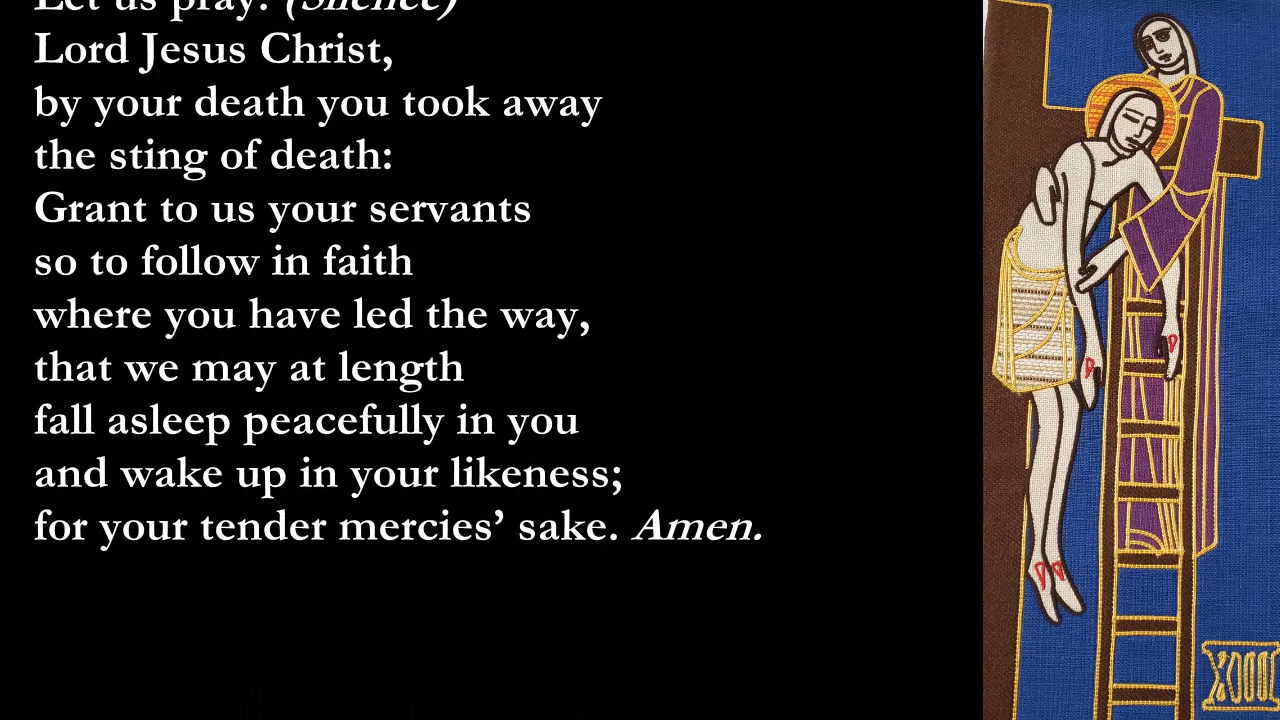 Let us pray. (Silence)
Lord Jesus Christ,
by your death you took away
the sting of death:
Grant to us your servants
so to follow in faith
where you have led the way,
that we may at length
fall asleep peacefully in you
and wake up in your likeness;
for your tender mercies’ sake. Amen.
XIIII